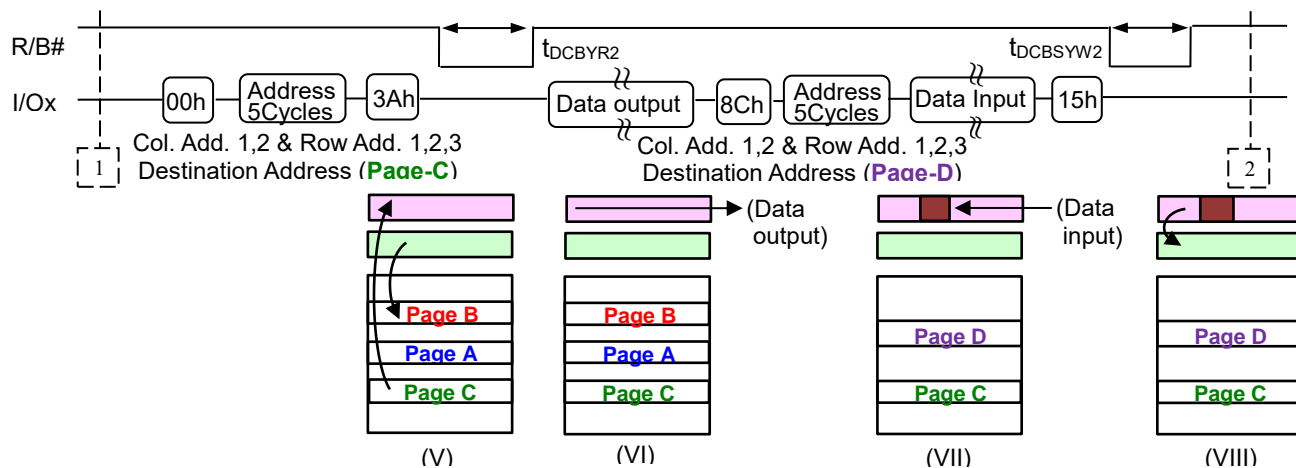 R/B#
tDCBYR2
tDCBSYW2
I/Ox
00h
Address
5Cycles
3Ah
Data output
8Ch
Address
5Cycles
Data Input
15h
Col. Add. 1,2 & Row Add. 1,2,3
Destination Address (Page-C)
Col. Add. 1,2 & Row Add. 1,2,3
Destination Address (Page-D)
1
2
(Data
output)
(Data
input)
Page B
Page A
Page C
Page B
Page A
Page C
Page D
Page C
Page D
Page C
(V)
(VI)
(VII)
(VIII)